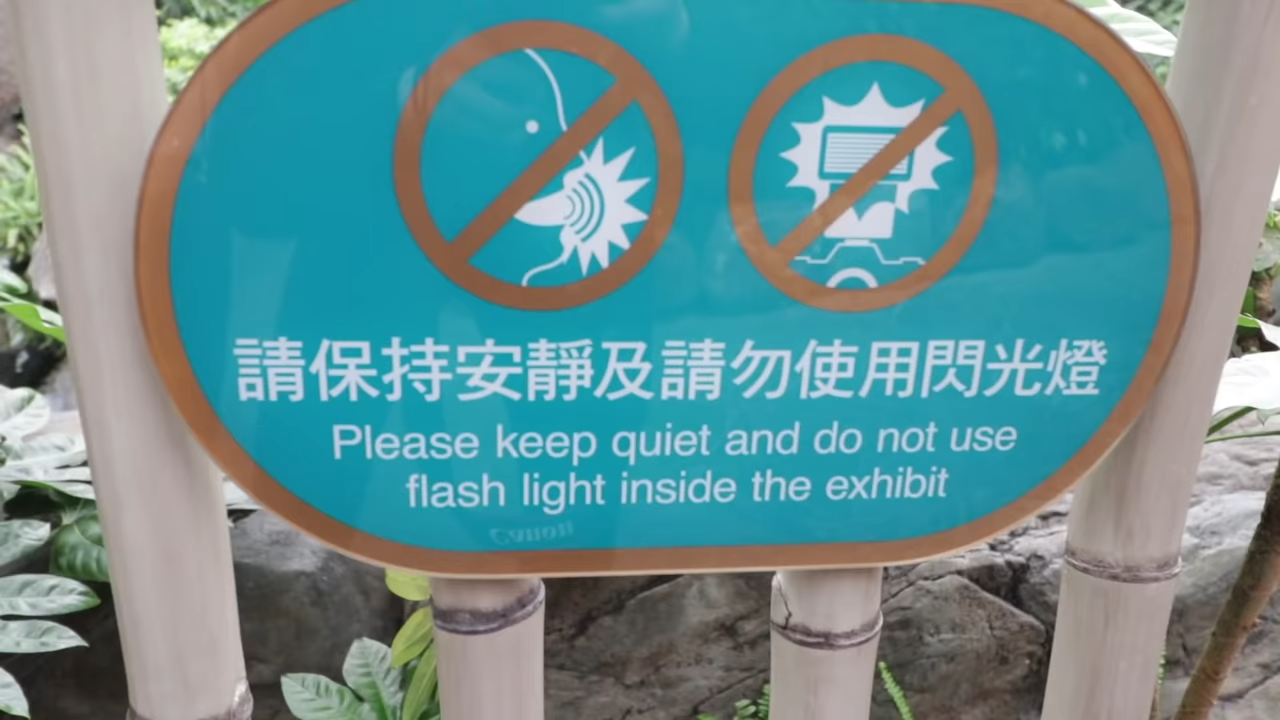 請保持安靜及請勿使用閃光燈
Please keep quiet and do not use
flash light inside the exhibit
Canon